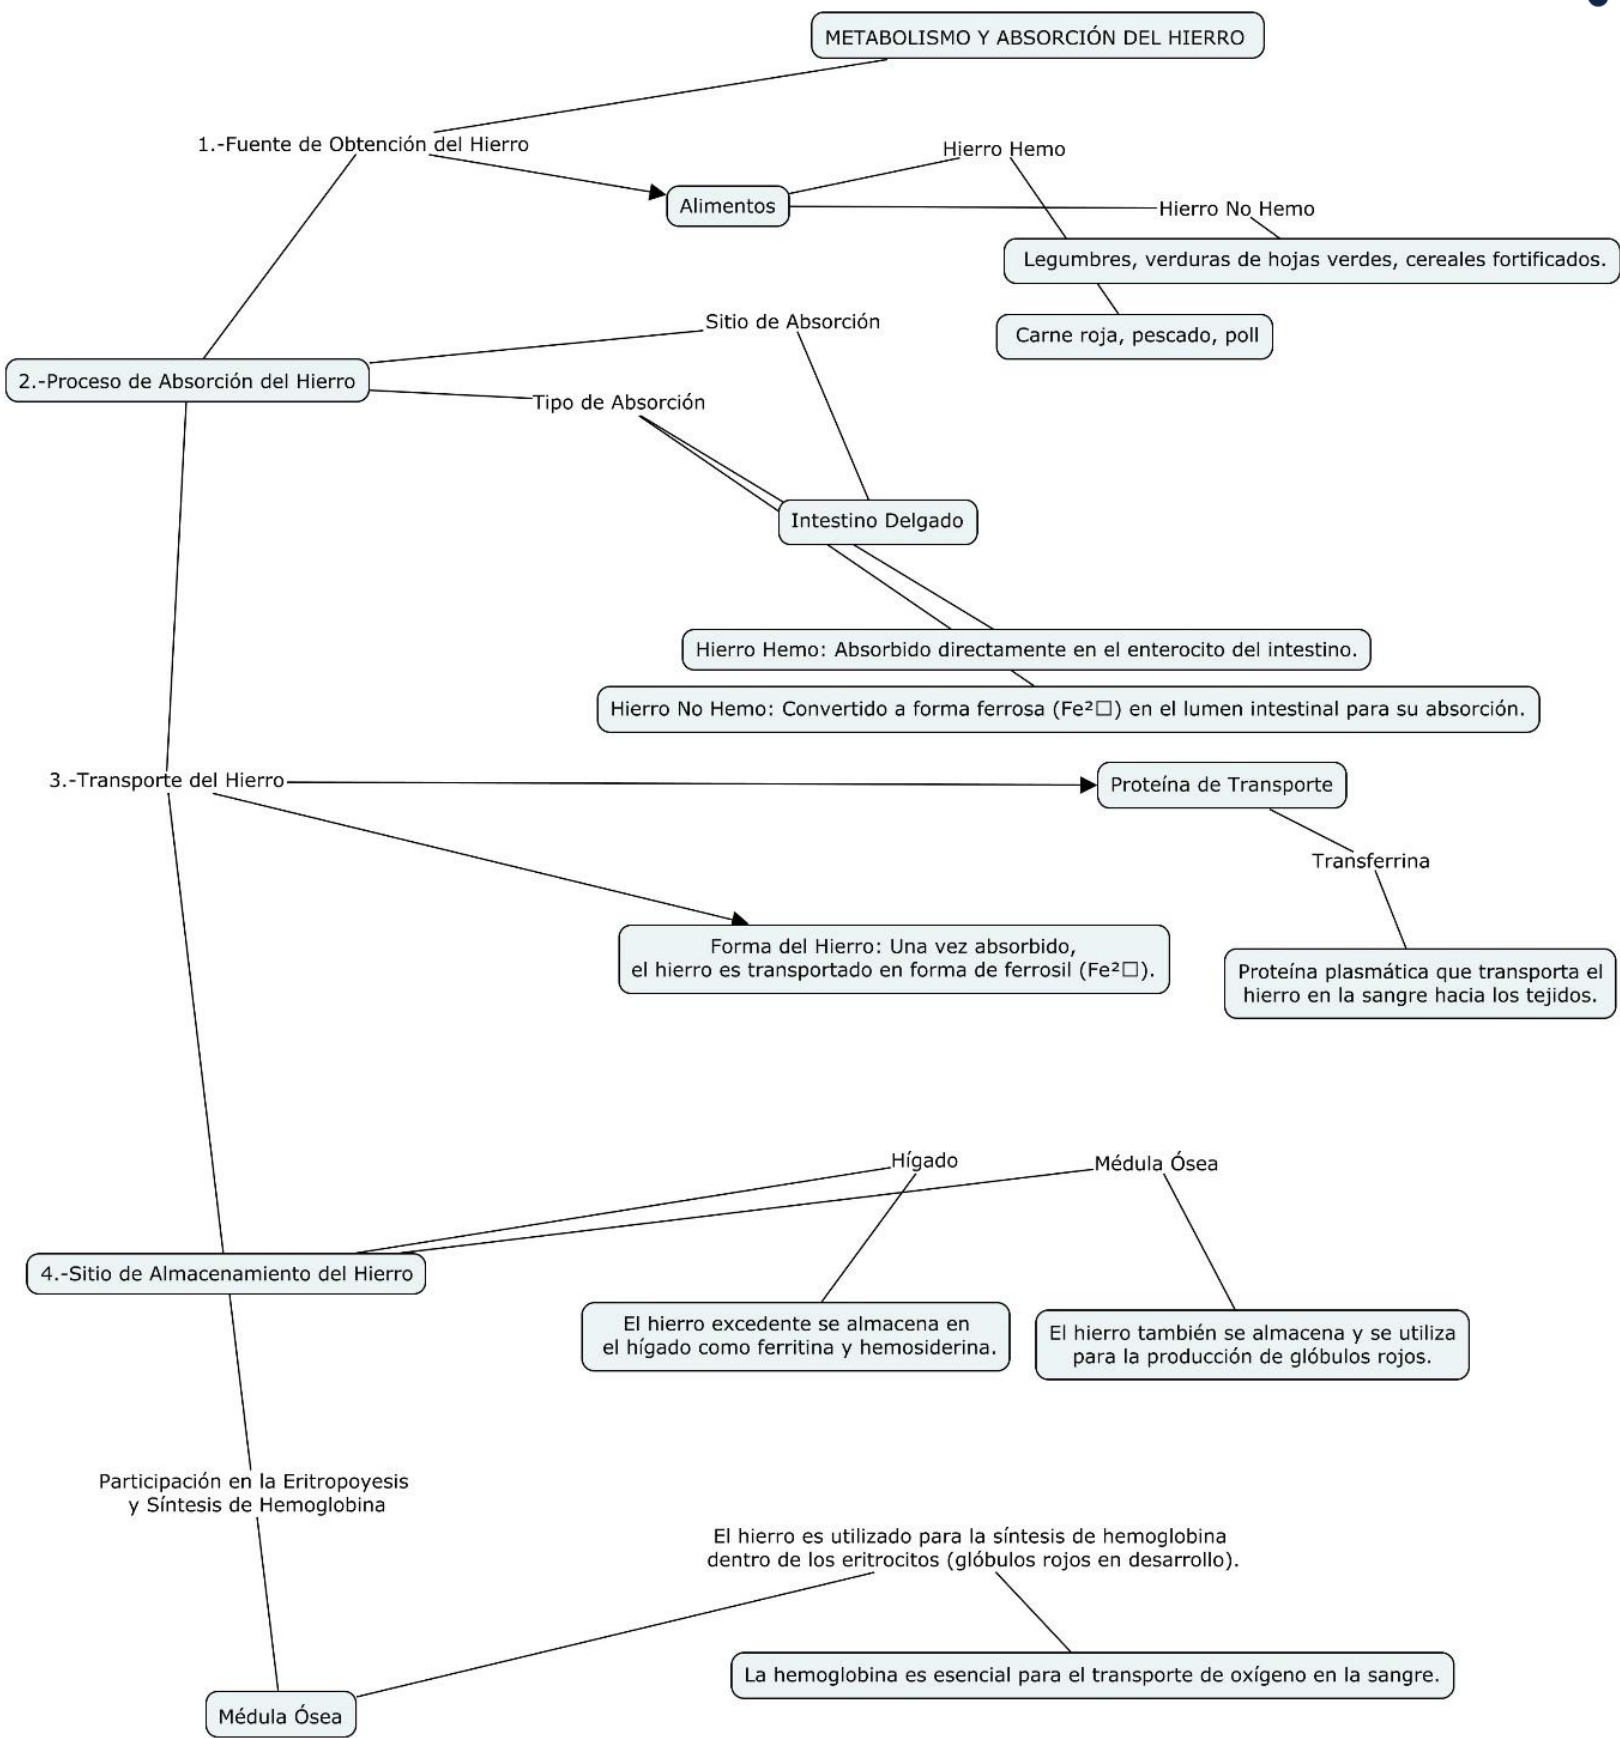 METABOLISMO Y ABSORCIÓN DEL HIERRO
1.-Fuente de Obtención del Hierro
Hierro Hemo
Alimentos
Hierro No Hemo
Legumbres, verduras de hojas verdes, cereales fortificados.
Sitio de Absorción
Carne roja, pescado, poll
2.-Proceso de Absorción del Hierro
Tipo de Absorción
Intestino Delgado
Hierro Hemo: Absorbido directamente en el enterocito del intestino.
Hierro No Hemo: Convertido a forma ferrosa (Fe²□) en el lumen intestinal para su absorción.
3.-Transporte del Hierro
Proteína de Transporte
Transferrina
Forma del Hierro: Una vez absorbido,
el hierro es transportado en forma de ferrosil (Fe²□).
Proteína plasmática que transporta el
hierro en la sangre hacia los tejidos.
Hígado
Médula Ósea
4.-Sitio de Almacenamiento del Hierro
El hierro excedente se almacena en
el hígado como ferritina y hemosiderina.
El hierro también se almacena y se utiliza
para la producción de glóbulos rojos.
Participación en la Eritropoyesis
y Síntesis de Hemoglobina
El hierro es utilizado para la síntesis de hemoglobina
dentro de los eritrocitos (glóbulos rojos en desarrollo).
La hemoglobina es esencial para el transporte de oxígeno en la sangre.
Médula Ósea